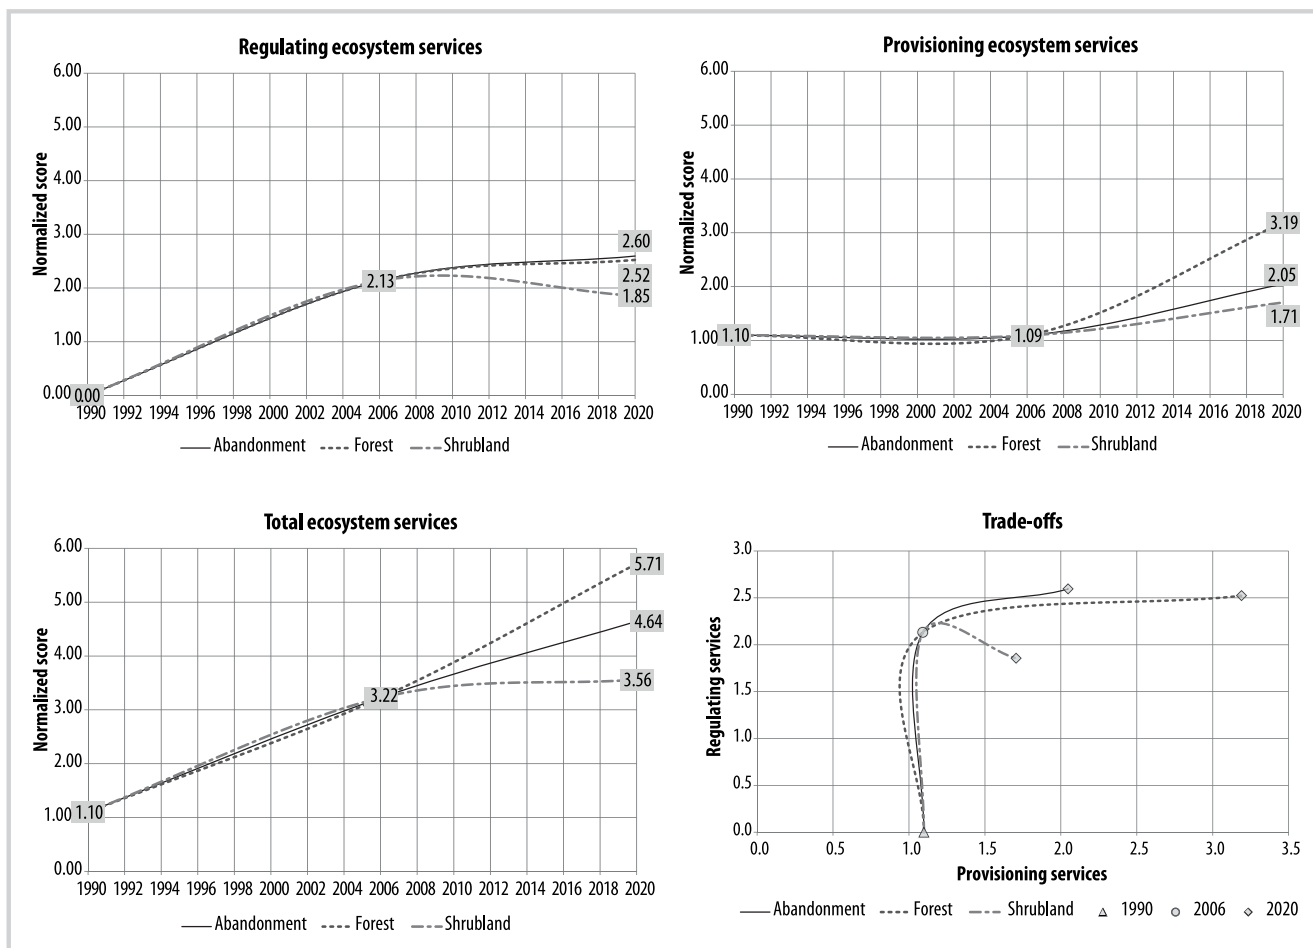 Regulating ecosystem services
6.00
5.00
4.00
3.00
2.00
1.00
0.00
Normalized score
2.60
2.52
2.13
1.85
0.00
1990 1992 1994 1996 1998 2000 2002 2004 2006 2008 2010 2012 2014 2016 2018 2020
Abandonment Forest Shrubland
Provisioning ecosystem services
6.00
5.00
4.00
3.00
2.00
1.00
0.00
Normalized score
3.19
2.05
1.71
1.10
1.09
1990 1992 1994 1996 1998 2000 2002 2004 2006 2008 2010 2012 2014 2016 2018 2020
Abandonment Forest Shrubland
Total ecosystem services
6.00
5.00
4.00
3.00
2.00
1.00
0.00
Normalized score
5.71
4.64
3.56
3.22
1.10
1990 1992 1994 1996 1998 2000 2002 2004 2006 2008 2010 2012 2014 2016 2018 2020
Abandonment Forest Shrubland
Trade-offs
3.0
2.5
2.0
1.5
1.0
0.5
0.0
Regulating services
0.0 0.5 1.0 1.5 2.0 2.5 3.0 3.5
Provisioning services
Abandonment Forest Shrubland 1990 2006 2020